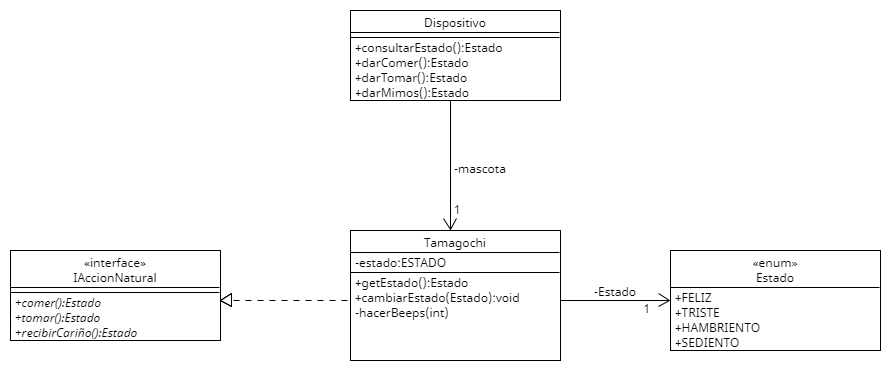 Dispositivo
+consultarEstado():Estado
+darComer():Estado
+darTomar():Estado
+darMimos():Estado
-mascota
1
Tamagochi
-estado:ESTADO
+getEstado():Estado
+cambiarEstado(Estado):void
-hacerBeeps(int)
«interface»
IAccionNatural
+comer():Estado
+tomar():Estado
+recibirCariño():Estado
-Estado
1
«enum»
Estado
+FELIZ
+TRISTE
+HAMBRIENTO
+SEDIENTO